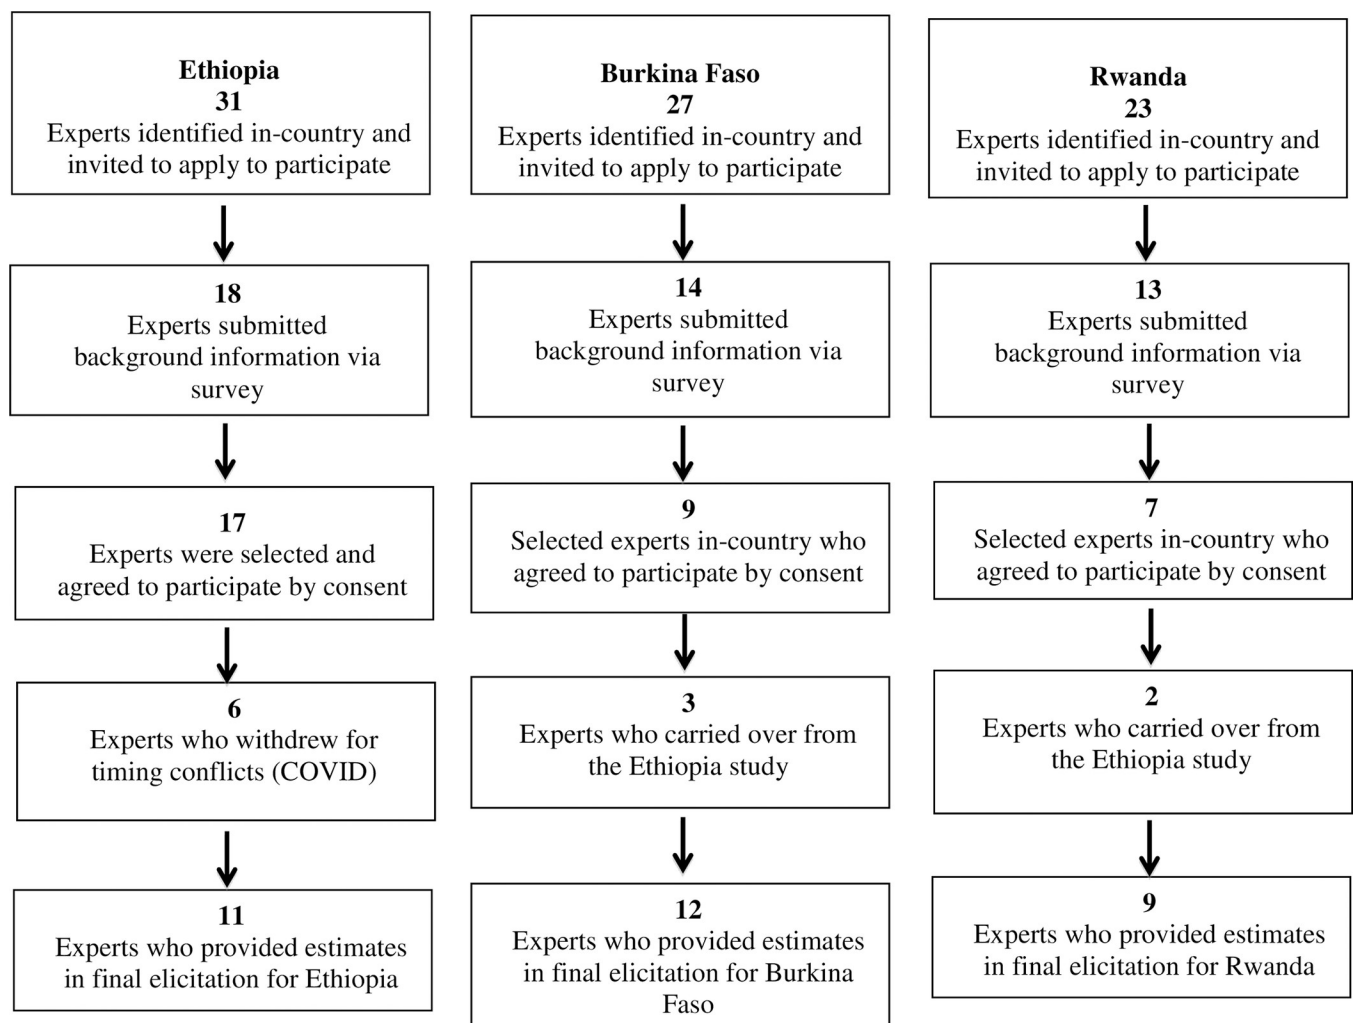 Ethiopia
31
Experts identified in-country and
invited to apply to participate
18
Experts submitted
background information via
survey
17
Experts were selected and
agreed to participate by consent
6
Experts who withdrew for
timing conflicts (COVID)
11
Experts who provided estimates
in final elicitation for Ethiopia
Burkina Faso
27
Experts identified in-country and
invited to apply to participate
14
Experts submitted
background information via
survey
9
Selected experts in-country who
agreed to participate by consent
3
Experts who carried over from
the Ethiopia study
12
Experts who provided estimates
in final elicitation for Burkina
Faso
Rwanda
23
Experts identified in-country and
invited to apply to participate
13
Experts submitted
background information via
survey
7
Selected experts in-country who
agreed to participate by consent
2
Experts who carried over from
the Ethiopia study
9
Experts who provided estimates
in final elicitation for Rwanda